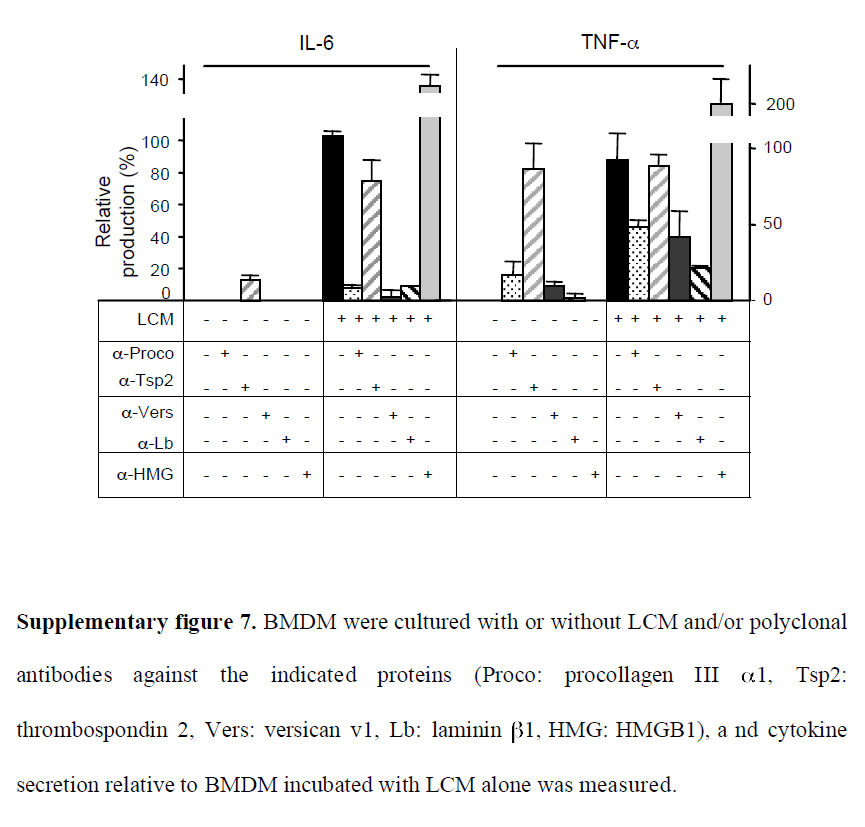 IL-6 TNF-α
140 200
100 100
80
60 50
40
20
0 0
Relative
production (%)
LCM - - - - - - + + + + + + - - - - - - + + + + + +
α-Proco - + - - - - - + - - - - - + - - - - - + - - - -
α-Tsp2 - - + - - - - - + - - - - - + - - - - - + - - -
α-Vers - - - + - - - - - + - - - - - + - - - - - + - -
α-Lb - - - - + - - - - - + - - - - - + - - - - - + -
α-HMG - - - - - + - - - - - + - - - - - + - - - - - +
Supplementary figure 7. BMDM were cultured with or without LCM and/or polyclonal
antibodies against the indicated proteins (Proco: procollagen III α1, Tsp2:
thrombospondin 2, Vers: versican v1, Lb: laminin β1, HMG: HMGB1), a nd cytokine
secretion relative to BMDM incubated with LCM alone was measured.